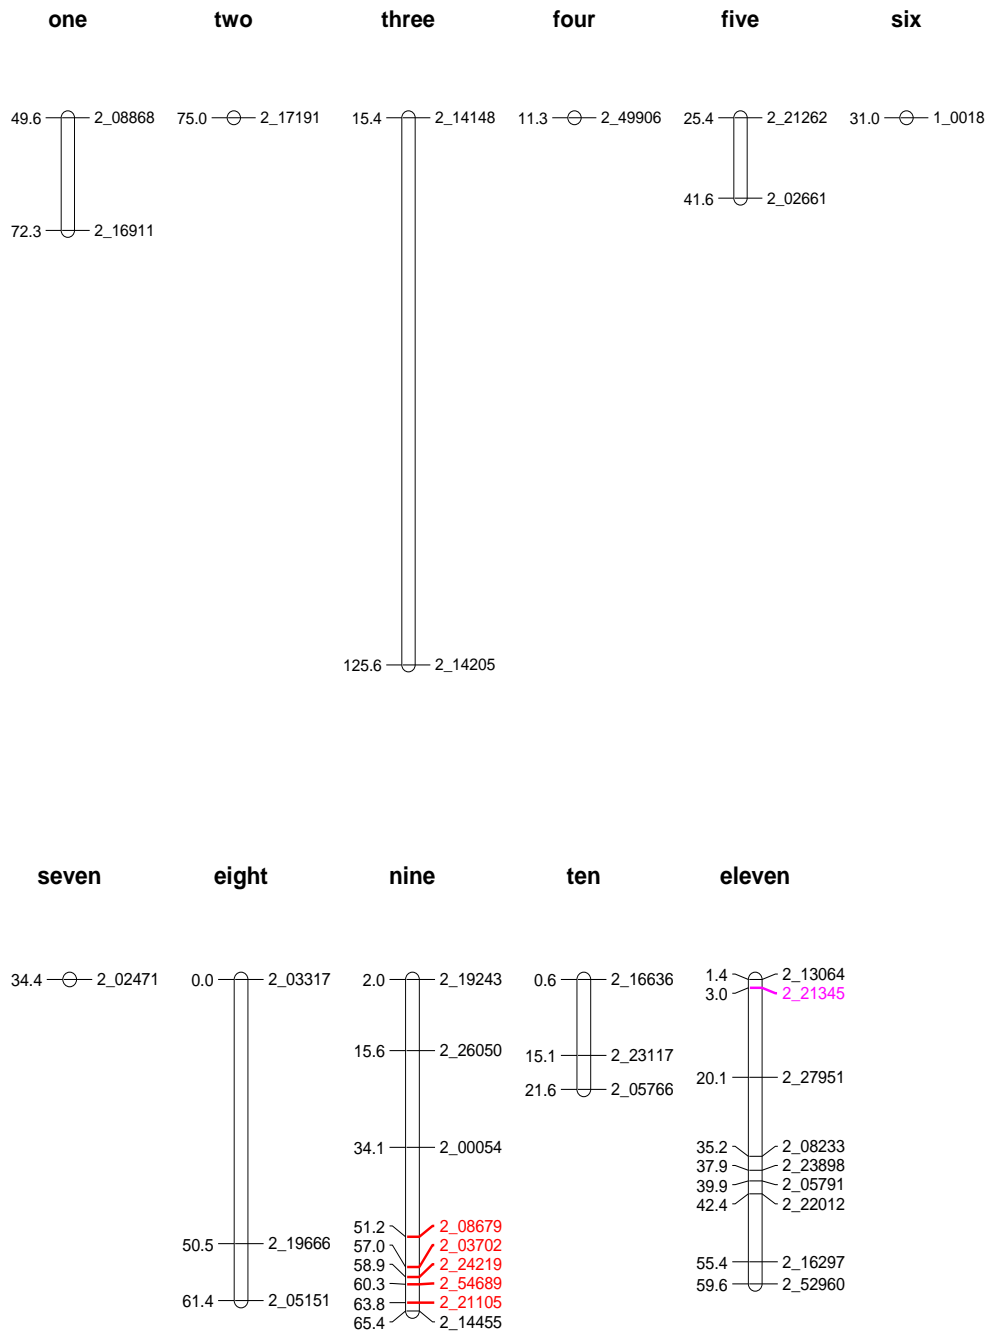 one two three four five six
49.6 2_08868 75.0 2_17191 15.4 2_14148 11.3 2_49906 25.4 2_21262 31.0 1_0018
41.6 2_02661
72.3 2_16911
125.6 2_14205
seven eight nine ten eleven
34.4 2_02471 0.0 2_03317 2.0 2_19243 0.6 2_16636 1.4 2_13064
3.0 2_21345
15.6 2_26050 15.1 2_23117
20.1 2_27951
21.6 2_05766
34.1 2_00054 35.2 2_08233
37.9 2_23898
39.9 2_05791
42.4 2_22012
51.2 2_08679
50.5 2_19666 57.0 2_03702
58.9 2_24219 55.4 2_16297
60.3 2_54689 59.6 2_52960
61.4 2_05151 63.8 2_21105
65.4 2_14455